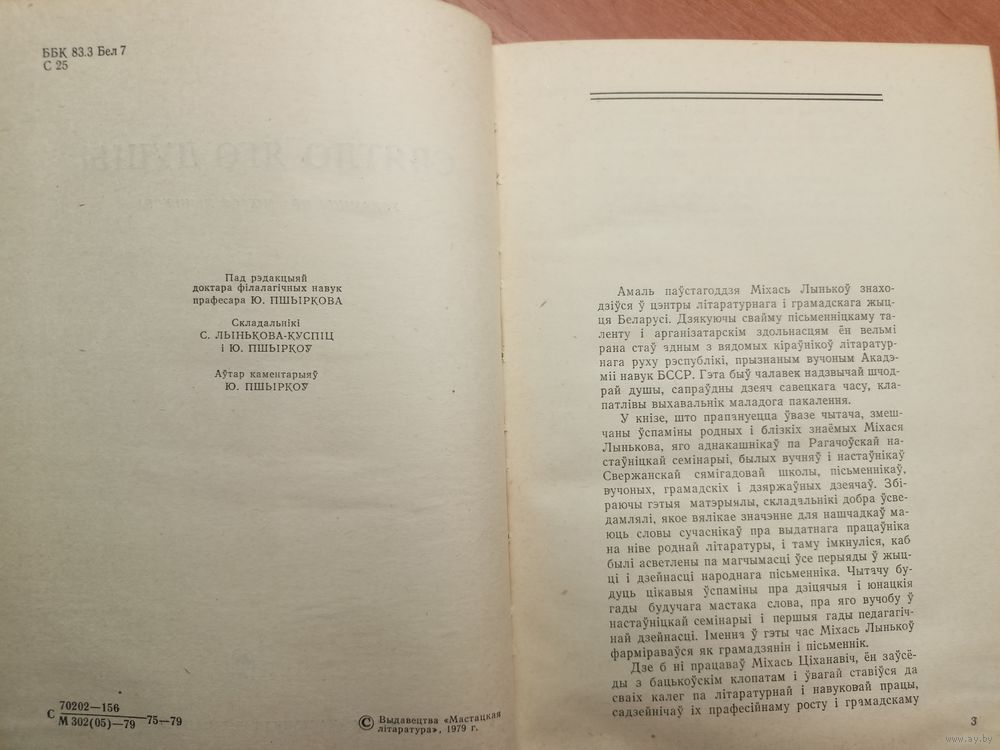 ББК 83.3 Бел 7
С 25
Пад рэдакцыяй
доктара філалагічных навук
прафесара Ю. ПШЫРКОВА
Складальнікі
С. ЛЫНЬКОВА-КУСПІЦ
і Ю. ПШЫРКОЎ
Аўтар каментарыяў
Ю. ПШЫРКОЎ
С 70202—156
М 302(05)—79 75—79
© Выдавецтва «Мастацкая
літаратура», 1979 г.
Амаль паўстагоддзя Міхась Лынькоў знахо-
дзіўся ў цэнтры літаратурнага і грамадскага жыц-
ця Беларусі. Дзякуючы свайму пісьменніцкаму та-
ленту і арганізатарскім здольнасцям ён вельмі
рана стаў адным з вядомых кіраўнікоў літаратур-
нага руху рэспублікі, прызнаным вучоным Акадэ-
міі навук БССР. Гэта быў чалавек надзвычай шчод-
рай душы, сапраўдны дзеяч савецкага часу, кла-
патлівы выхавальнік маладога пакалення.
У кнізе, што прапануецца ўвазе чытача, змеш-
чаны ўспаміны родных і блізкіх знаёмых Міхася
Лынькова, яго аднакашнікаў па Рагачоўскай на-
стаўніцкай семінарыі, былых вучняў і настаўнікаў
Свержанскай сямігадовай школы, пісьменнікаў,
вучоных, грамадскіх і дзяржаўных дзеячаў. Збі-
раючы гэтыя матэрыялы, складальнікі добра ўсве-
дамлялі, якое вялікае значэнне для нашчадкаў ма-
юць словы сучаснікаў пра выдатнага працаўніка
на ніве роднай літаратуры, і таму імкнуліся, каб
былі асветлены па магчымасці ўсе перыяды ў жыц-
ці і дзейнасці народнага пісьменніка. Чытачу бу-
дуць цікавыя ўспаміны пра дзіцячыя і юнацкія
гады будучага мастака слова, пра яго вучобу ў
настаўніцкай семінарыі і першыя гады педагагіч-
най дзейнасці. Іменна ў гэты час Міхась Лынькоў
фарміраваўся як грамадзянін і пісьменнік.
Дзе б ні працаваў Міхась Ціханавіч, ён заўсё-
ды з бацькоўскім клопатам і ўвагай ставіўся да
сваіх калег па літаратурнай і навуковай працы,
садзейнічаў іх прафесійнаму росту і грамадскаму
3
www.ay.by